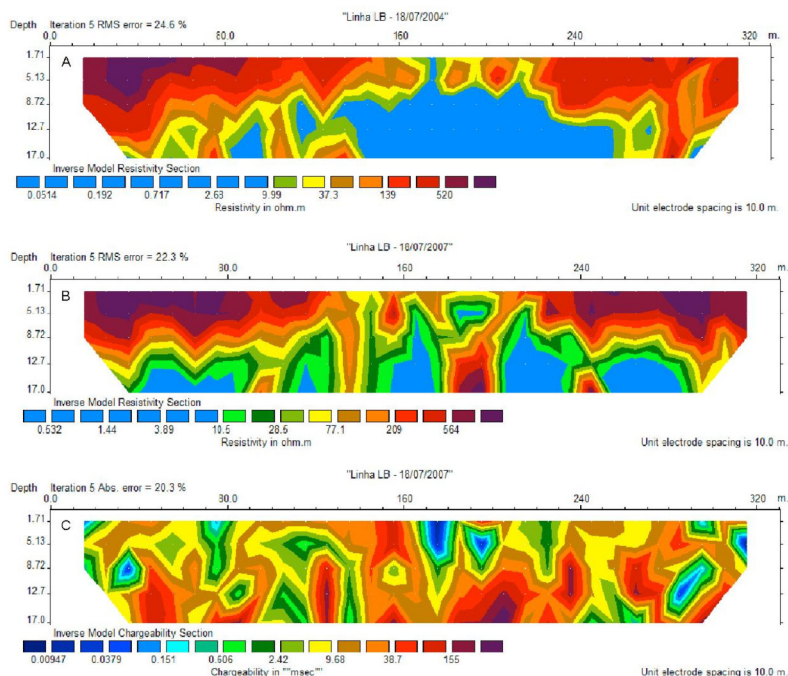 "Linha LB - 18/07/2004"
Depth Iteration 5 RMS error = 24.6 %
0.0 80.0 160 240 320 m.
A
1.71
5.13
8.72
12.7
17.0
Inverse Model Resistivity Section
0.0514 0.192 0.717 2.63 9.99 37.3 139 520
Resistivity in ohm.m
Unit electrode spacing is 10.0 m.
"Linha LB - 18/07/2007"
Depth Iteration 5 RMS error = 22.3 %
0.0 80.0 160 240 320 m.
B
1.71
5.13
8.72
12.7
17.0
Inverse Model Resistivity Section
0.532 1.44 3.89 10.5 28.5 77.1 209 564
Resistivity in ohm.m
Unit electrode spacing is 10.0 m.
"Linha LB - 18/07/2007"
Depth Iteration 5 Abs. error = 20.3 %
0.0 80.0 160 240 320 m.
C
1.71
5.13
8.72
12.7
17.0
Inverse Model Chargeability Section
0.00947 0.0379 0.151 0.606 2.42 9.68 38.7 155
Chargeability in ""msec""
Unit electrode spacing is 10.0 m.